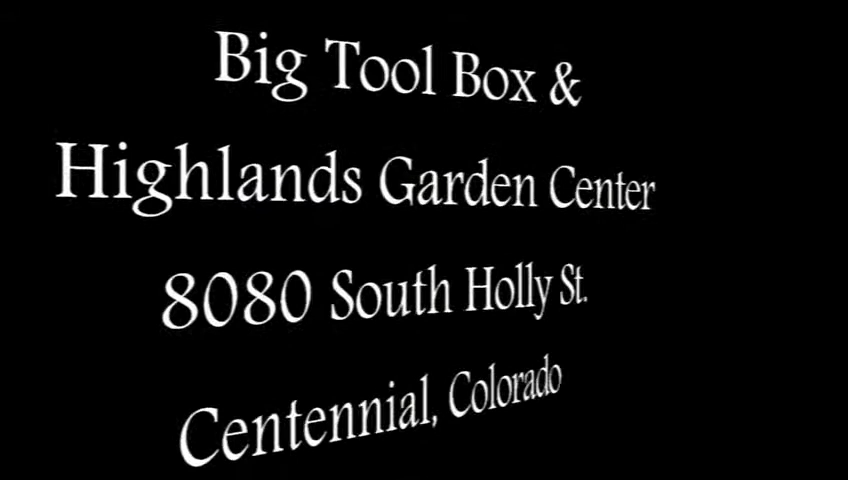 Big Tool Box &
Highlands Garden Center
8080 South Holly St.
Centennial, Colorado